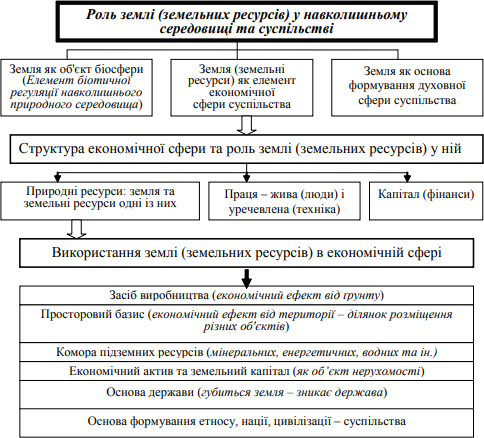 Роль землі (земельних ресурсів) у навколишньому
середовищі та суспільстві
Земля як об'єкт біосфери
(Елемент біотичної
регуляції навколишнього
природного середовища)
Земля (земельні
ресурси) як елемент
економічної
сфери суспільства
Земля як основа
формування духовної
сфери суспільства
Структура економічної сфери та роль землі (земельних ресурсів) у ній
Природні ресурси: земля та
земельні ресурси одні із них
Праця – жива (люди) і
уречевлена (техніка)
Капітал (фінанси)
Використання землі (земельних ресурсів) в економічній сфері
Засіб виробництва (економічний ефект від ґрунту)
Просторовий базис (економічний ефект від території – ділянок розміщення
різних об'єктів)
Комора підземних ресурсів (мінеральних, енергетичних, водних та ін.)
Економічний актив та земельний капітал (як об’єкт нерухомості)
Основа держави (губиться земля – зникає держава)
Основа формування етносу, нації, цивілізації – суспільства